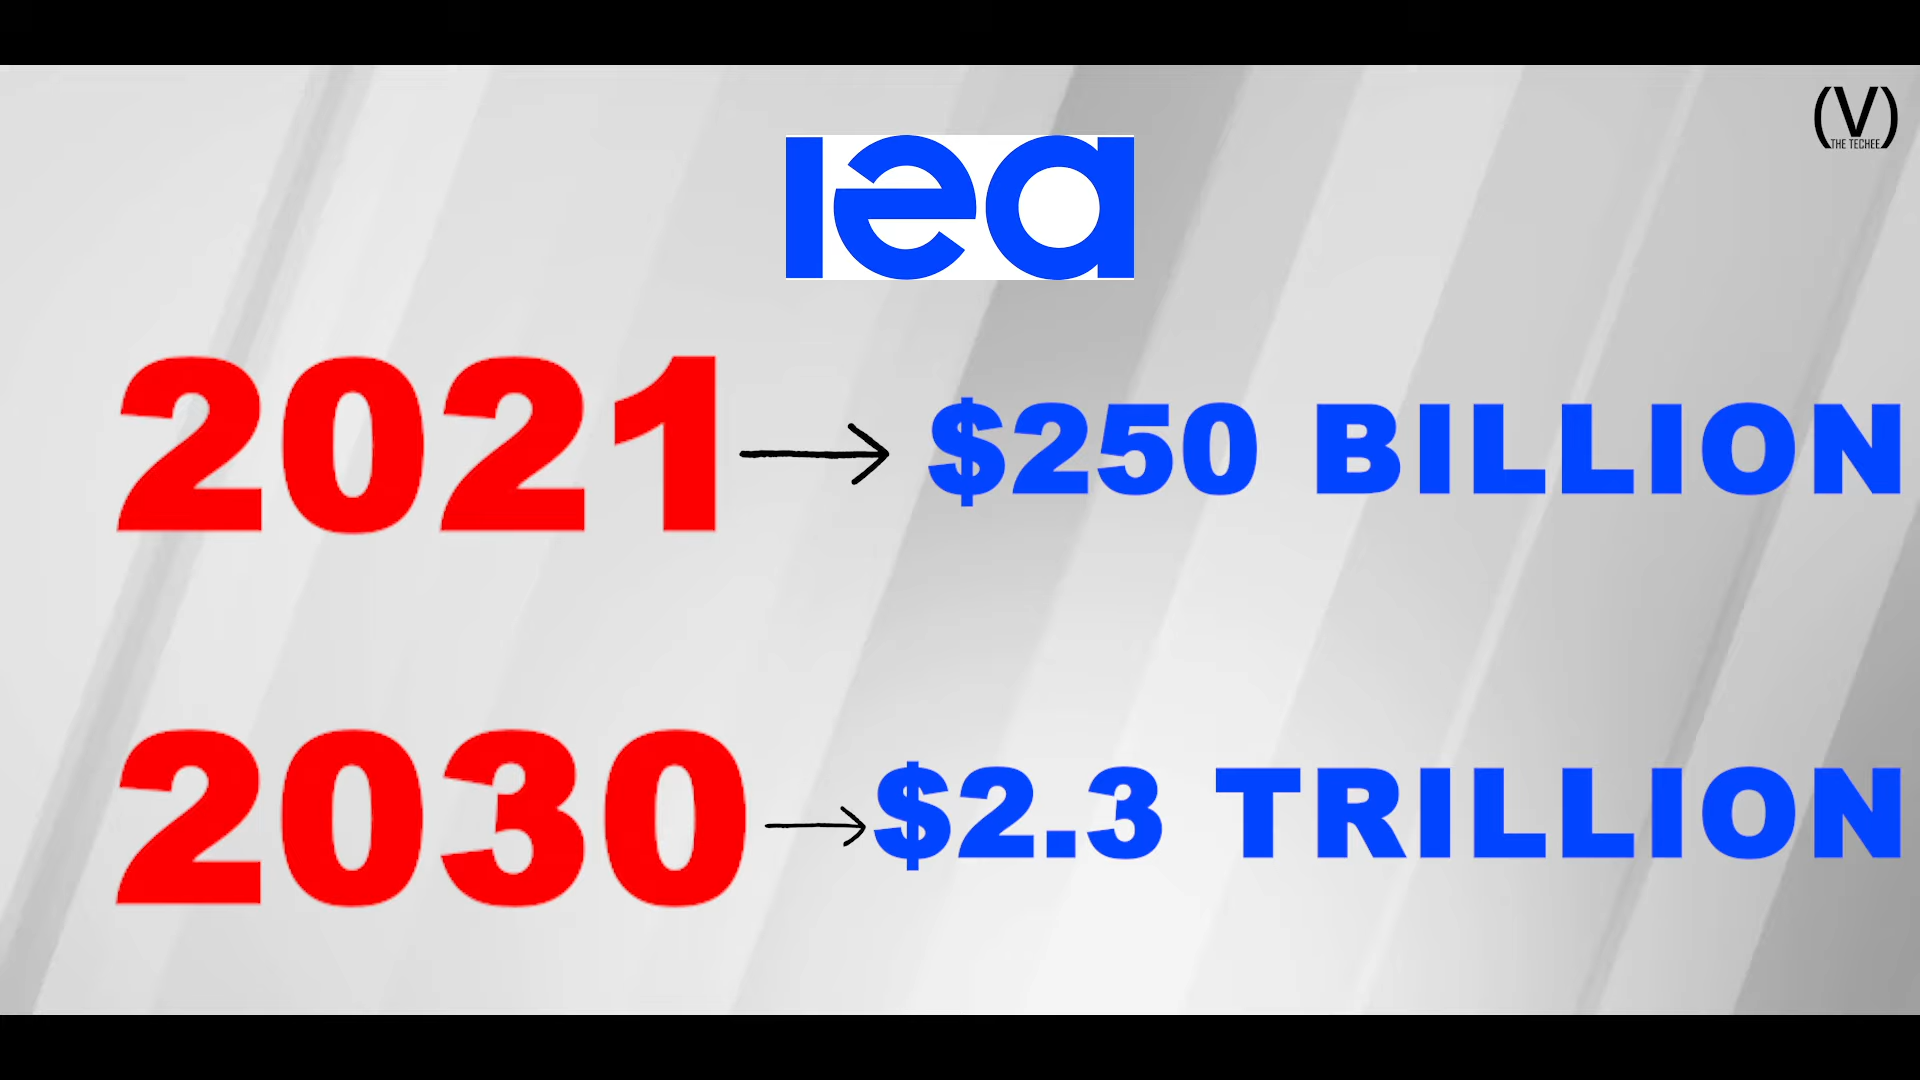 (V)
THE TECHEE
iea
2021 → $250 BILLION
2030 → $2.3 TRILLION